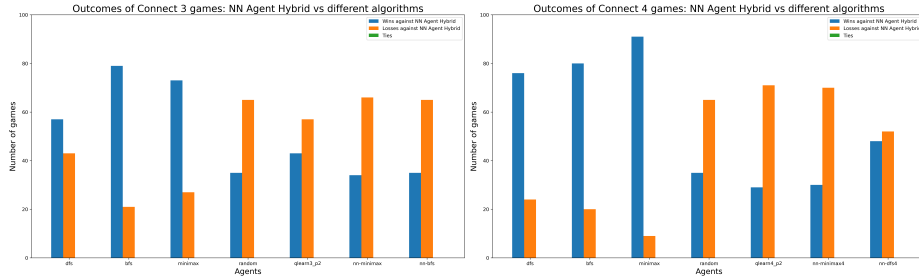 Outcomes of Connect 3 games: NN Agent Hybrid vs different algorithms
100
80
60
40
20
0
Number of games
Wins against NN Agent Hybrid
Losses against NN Agent Hybrid
Ties
dfs bfs minimax random qlearn3_p2 nn-minimax nn-bfs
Agents
Outcomes of Connect 4 games: NN Agent Hybrid vs different algorithms
100
80
60
40
20
0
Number of games
Wins against NN Agent Hybrid
Losses against NN Agent Hybrid
Ties
dfs bfs minimax random qlearn4_p2 nn-minimax4 nn-dfs4
Agents